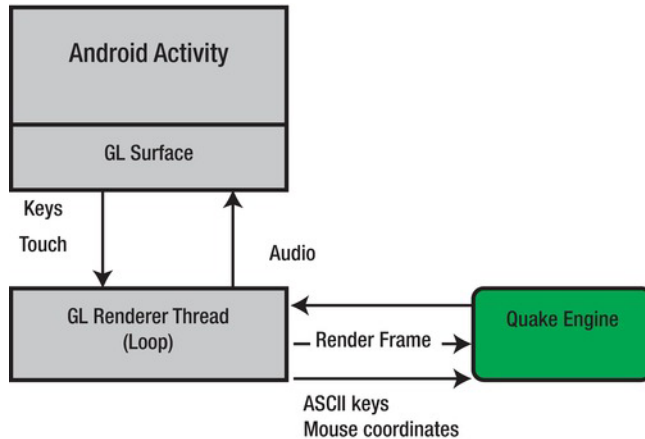 Android Activity
GL Surface
Keys
Touch
Audio
GL Renderer Thread
(Loop)
Render Frame
Quake Engine
ASCII keys
Mouse coordinates